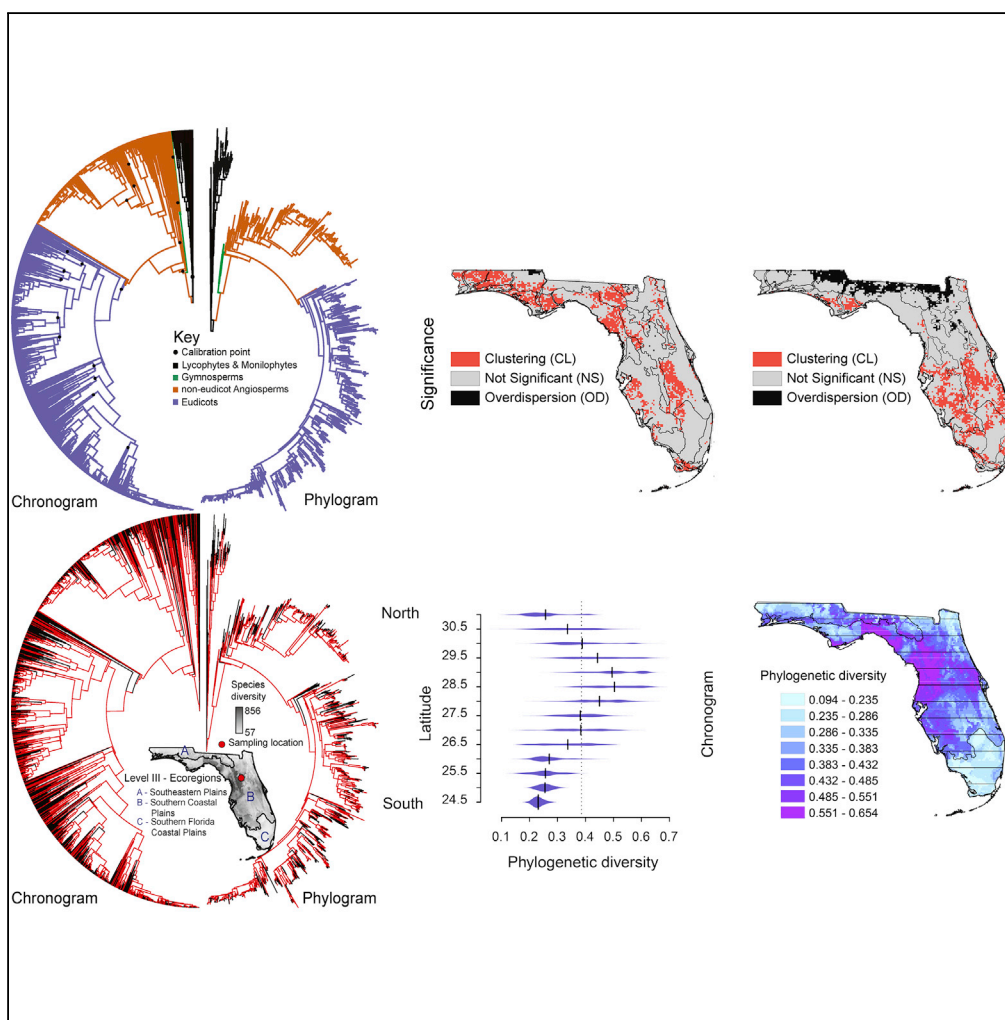 Key
Calibration point
Lycophytes & Monilophytes
Gymnosperms
non-eudicot Angiosperms
Eudicots
Chronogram
Phylogram
Significance
Clustering (CL)
Not Significant (NS)
Overdispersion (OD)
Clustering (CL)
Not Significant (NS)
Overdispersion (OD)
Species
diversity
856
57
Sampling location
A
Level III - Ecoregions
A - Southeastern Plains
B - Southern Coastal
Plains
C - Southern Florida
Coastal Plains
B
C
Chronogram
Phylogram
North
30.5
29.5
28.5
27.5
26.5
25.5
24.5
South
Latitude
0.1 0.2 0.3 0.4 0.5 0.6 0.7
Phylogenetic diversity
Chronogram
Phylogenetic diversity
0.094 - 0.235
0.235 - 0.286
0.286 - 0.335
0.335 - 0.383
0.383 - 0.432
0.432 - 0.485
0.485 - 0.551
0.551 - 0.654